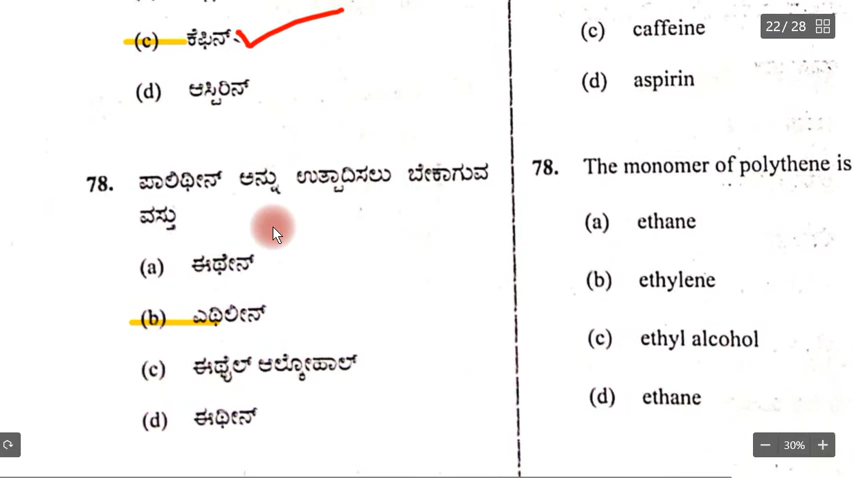 (c) ಕೆಫಿನ್
(d) ಆಸ್ಪಿರಿನ್
78. ಪಾಲಿಥೀನ್ ಅನ್ನು ಉತ್ಪಾದಿಸಲು ಬೇಕಾಗುವ
ವಸ್ತು
(a) ಈಥೇನ್
(b) ಎಥಿಲೀನ್
(c) ಈಥೈಲ್ ಆಲ್ಕೋಹಾಲ್
(d) ಈಥೀನ್
(c) caffeine
(d) aspirin
78. The monomer of polythene is
(a) ethane
(b) ethylene
(c) ethyl alcohol
(d) ethane
22 / 28
30%